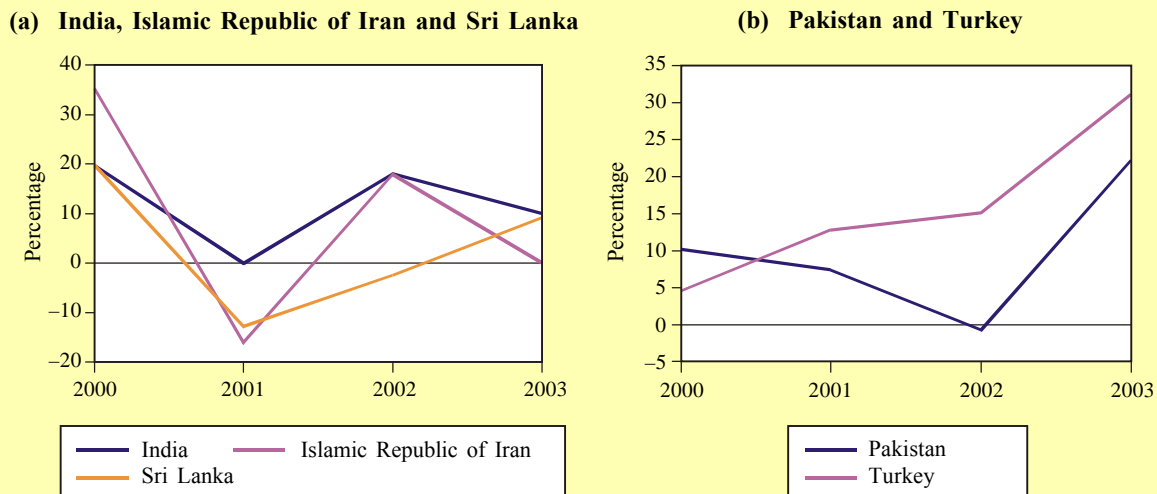 (a) India, Islamic Republic of Iran and Sri Lanka
40
30
20
10
0
–10
–20
Percentage
2000 2001 2002 2003
India Islamic Republic of Iran
Sri Lanka
(b) Pakistan and Turkey
35
30
25
20
15
10
5
0
–5
Percentage
2000 2001 2002 2003
Pakistan
Turkey